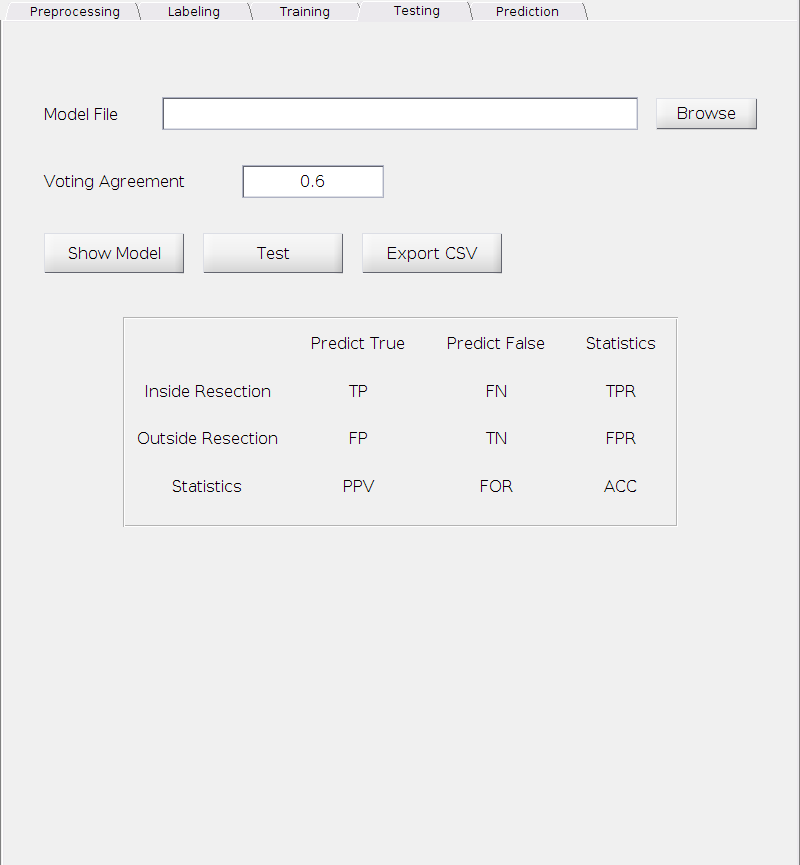 Preprocessing Labeling Training Testing Prediction
Model File Browse
Voting Agreement 0.6
Show Model Test Export CSV
Predict True Predict False Statistics
Inside Resection TP FN TPR
Outside Resection FP TN FPR
Statistics PPV FOR ACC